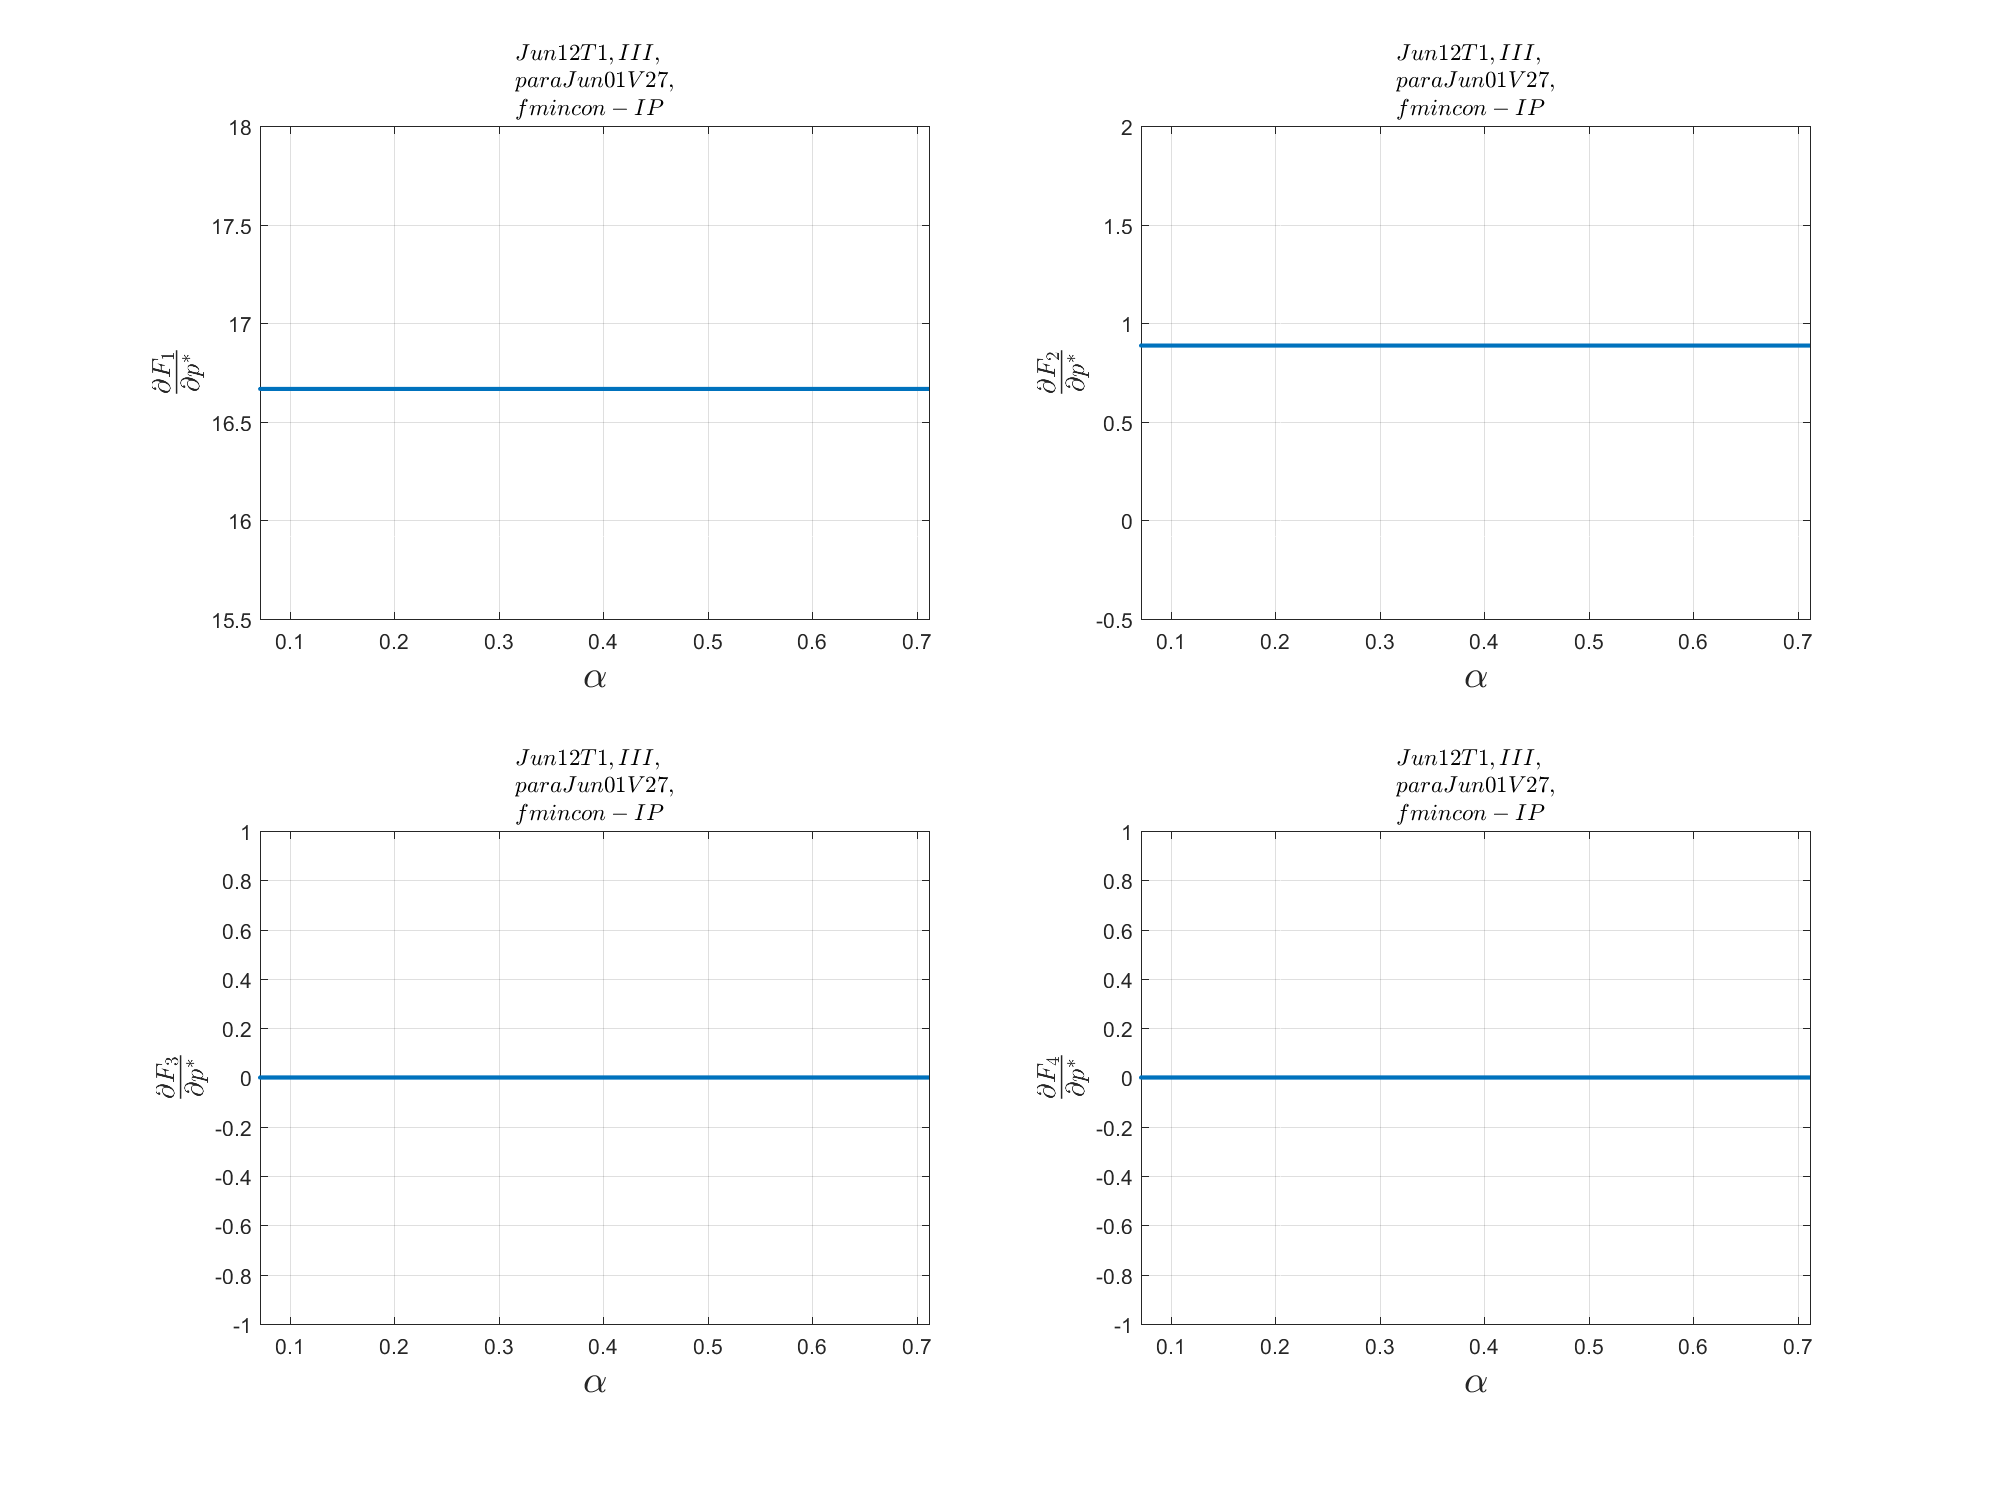 Jun12T1, III,
paraJun01V27,
fmincon − IP
18
17.5
17
16.5
16
15.5
∂F1
∂p*
0.1 0.2 0.3 0.4 0.5 0.6 0.7
α
Jun12T1, III,
paraJun01V27,
fmincon − IP
2
1.5
1
0.5
0
-0.5
∂F2
∂p*
0.1 0.2 0.3 0.4 0.5 0.6 0.7
α
Jun12T1, III,
paraJun01V27,
fmincon − IP
1
0.8
0.6
0.4
0.2
0
-0.2
-0.4
-0.6
-0.8
-1
∂F3
∂p*
0.1 0.2 0.3 0.4 0.5 0.6 0.7
α
Jun12T1, III,
paraJun01V27,
fmincon − IP
1
0.8
0.6
0.4
0.2
0
-0.2
-0.4
-0.6
-0.8
-1
∂F4
∂p*
0.1 0.2 0.3 0.4 0.5 0.6 0.7
α